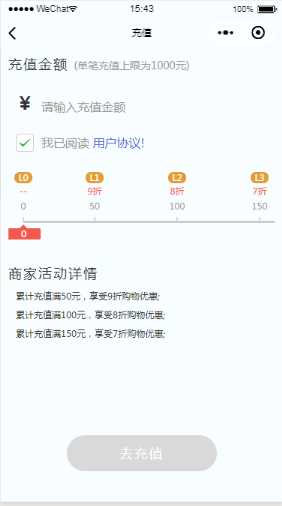 ●●●●● WeChat 15:43 100%
充值
充值金额 (单笔充值上限为1000元)
¥ 请输入充值金额
我已阅读 用户协议!
L0 L1 L2 L3
-- 9折 8折 7折
0 50 100 150
0
商家活动详情
累计充值满50元，享受9折购物优惠;
累计充值满100元，享受8折购物优惠;
累计充值满150元，享受7折购物优惠;
去充值